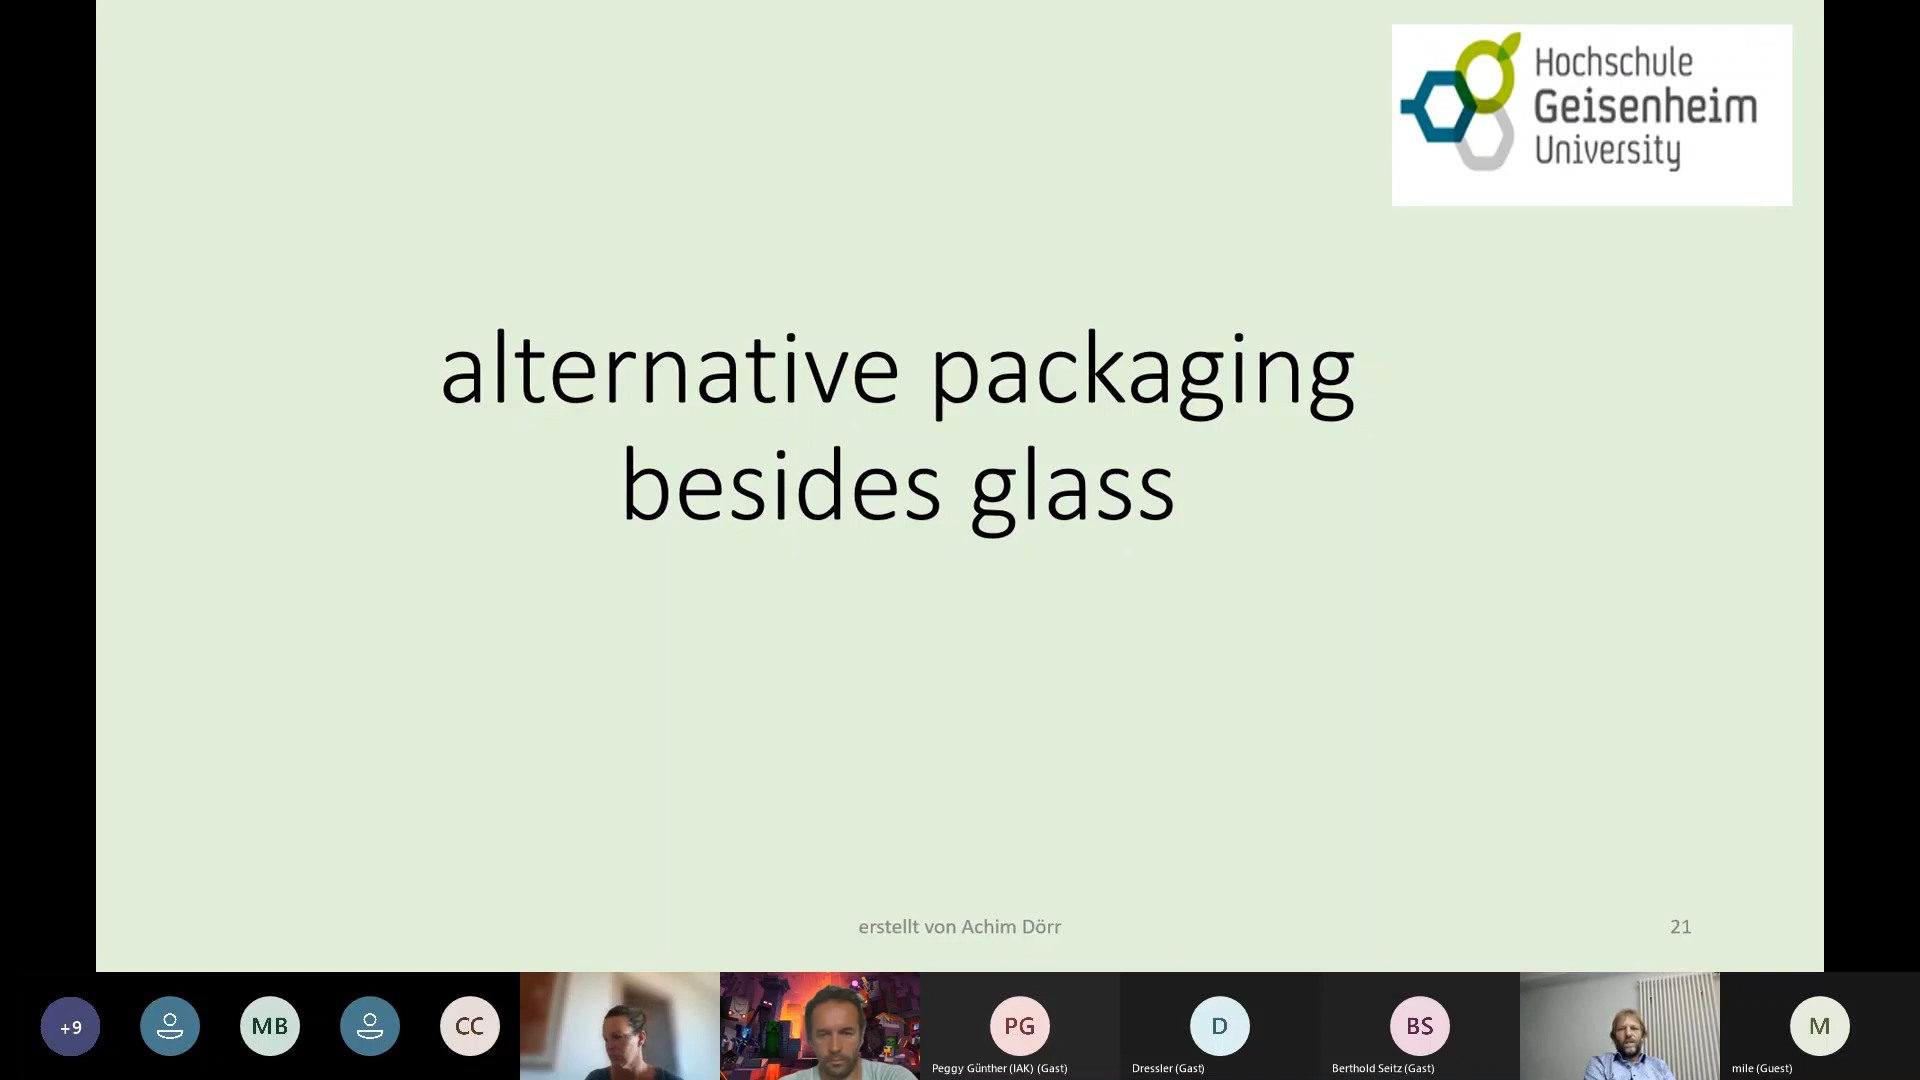 Hochschule
Geisenheim
University
alternative packaging
besides glass
erstellt von Achim Dörr
21
+9
MB
CC
PG
Peggy Günther (IAK) (Gast)
D
Dressler (Gast)
BS
Berthold Seitz (Gast)
M
mile (Guest)